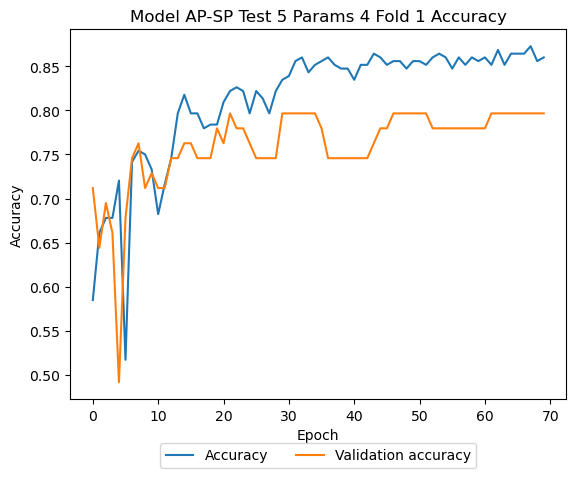 Model AP-SP Test 5 Params 4 Fold 1 Accuracy
Accuracy
0.85
0.80
0.75
0.70
0.65
0.60
0.55
0.50
0 10 20 30 40 50 60 70
Epoch
Accuracy Validation accuracy